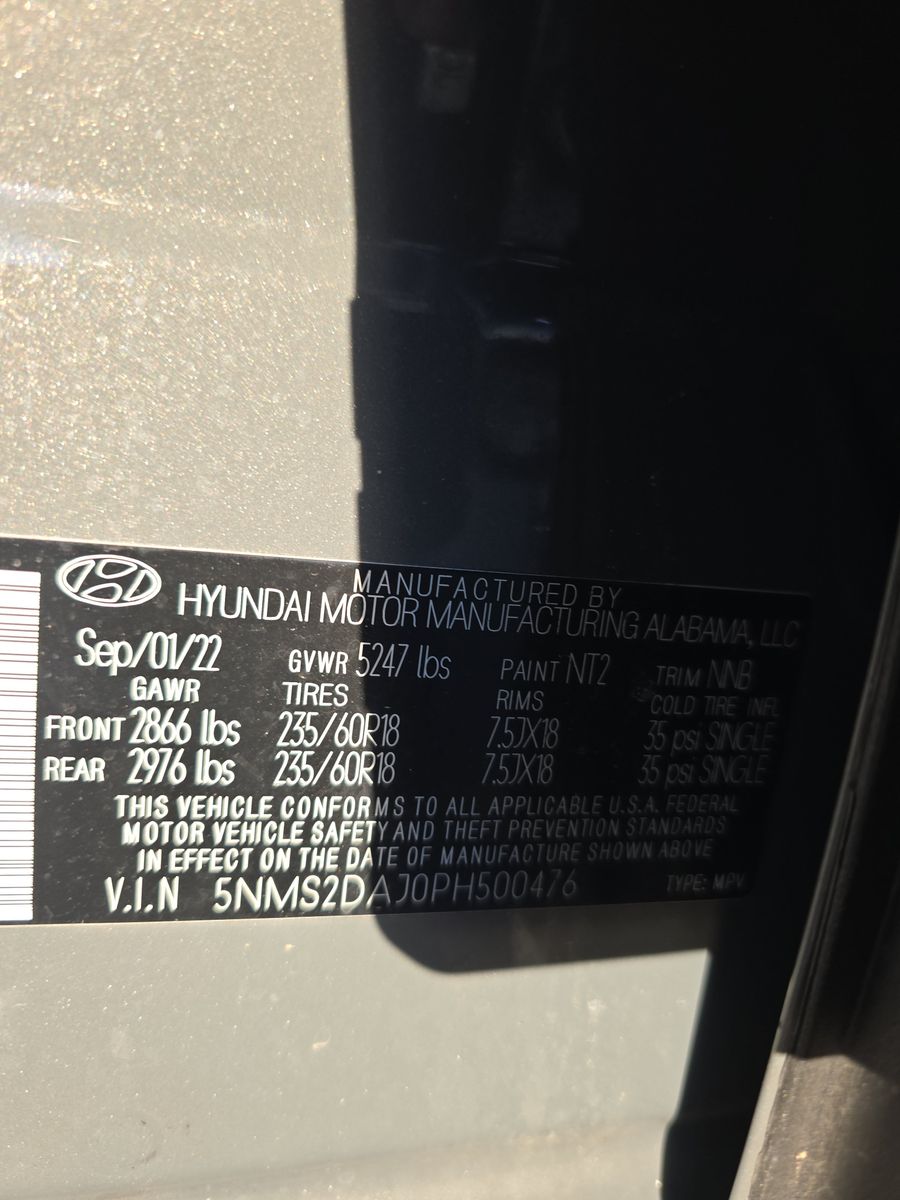 MANUFACTURED BY
HYUNDAI MOTOR MANUFACTURING ALABAMA, LLC
Sep/01/22 GVWR 5247 lbs PAINT NT2 TRIM NNB
GAWR TIRES RIMS COLD TIRE INFL
FRONT 2866 lbs 235/60R18 7.5JX18 35 psi SINGLE
REAR 2976 lbs 235/60R18 7.5JX18 35 psi SINGLE
THIS VEHICLE CONFORMS TO ALL APPLICABLE U.S.A. FEDERAL
MOTOR VEHICLE SAFETY AND THEFT PREVENTION STANDARDS
IN EFFECT ON THE DATE OF MANUFACTURE SHOWN ABOVE
V.I.N 5NMS2DAJ0PH500476 TYPE: MPV